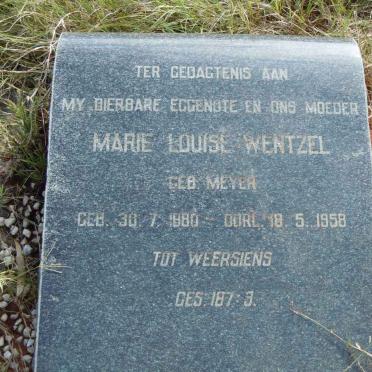 TER GEDAGTENIS AAN
MY DIERBARE EGGENOTE EN ONS MOEDER
MARIE LOUISE WENTZEL
GEB. MEYER
GEB. 30. 7. 1880 – OORL. 18. 5. 1958
TOT WEERSIENS
GES. 187: 3.